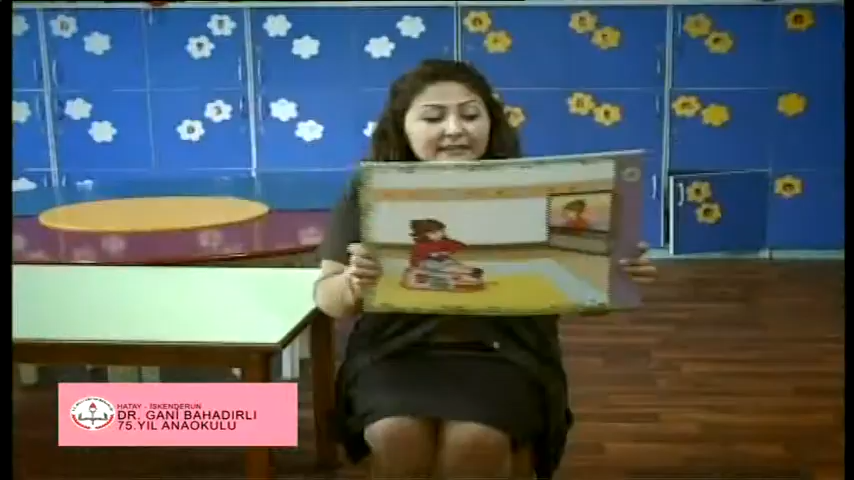 HATAY - İSKENDERUN
DR. GANİ BAHADIRLI
75.YIL ANAOKULU